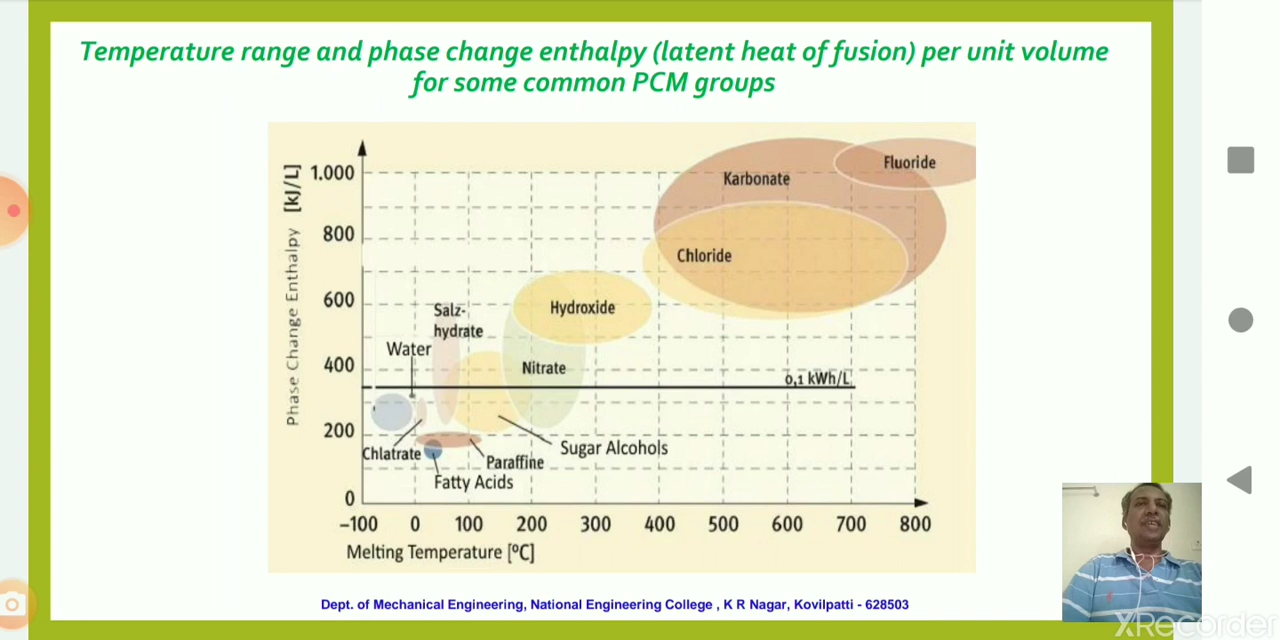 Temperature range and phase change enthalpy (latent heat of fusion) per unit volume
for some common PCM groups
Phase Change Enthalpy [kJ/L]
1.000
800
600
400
200
0
Fluoride
Karbonate
Chloride
Hydroxide
Salz-
hydrate
Water
Nitrate
0,1 kWh/L
Chlatrate
Sugar Alcohols
Paraffine
Fatty Acids
–100 0 100 200 300 400 500 600 700 800
Melting Temperature [ºC]
Dept. of Mechanical Engineering, National Engineering College , K R Nagar, Kovilpatti - 628503
XRecorder